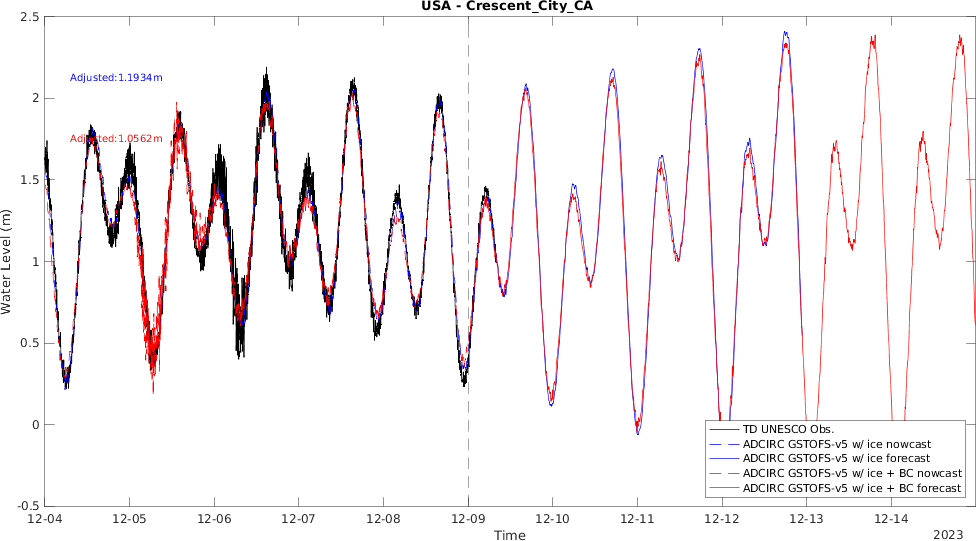 USA - Crescent_City_CA
2.5
2
1.5
1
0.5
0
-0.5
Water Level (m)
Adjusted:1.1934m
Adjusted:1.0562m
TD UNESCO Obs.
ADCIRC GSTOFS-v5 w/ ice nowcast
ADCIRC GSTOFS-v5 w/ ice forecast
ADCIRC GSTOFS-v5 w/ ice + BC nowcast
ADCIRC GSTOFS-v5 w/ ice + BC forecast
12-04 12-05 12-06 12-07 12-08 12-09 12-10 12-11 12-12 12-13 12-14
Time
2023